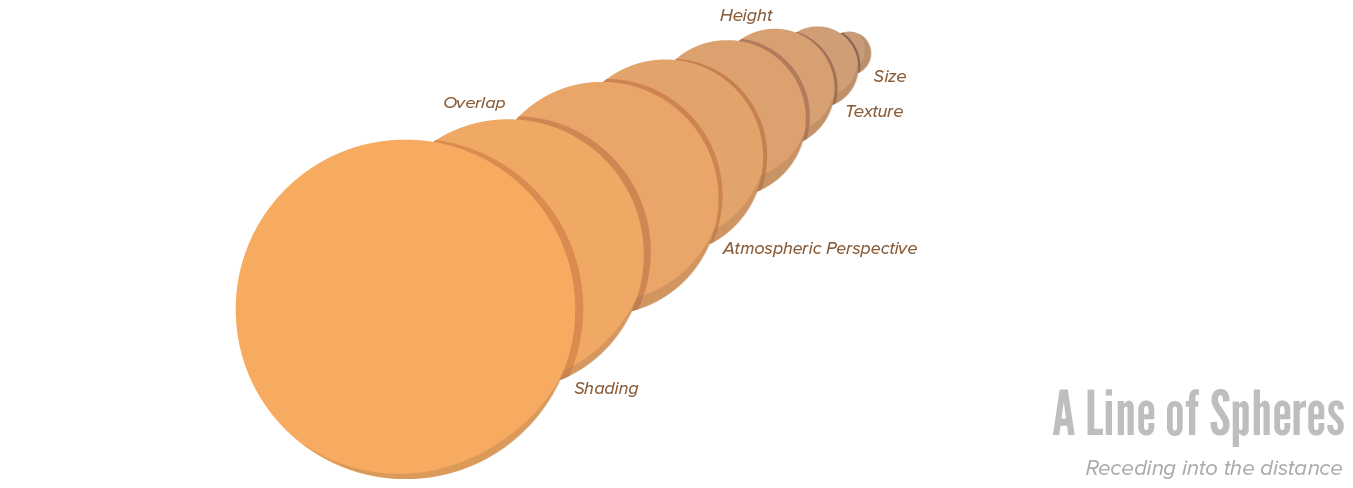 Height
Size
Overlap
Texture
Atmospheric Perspective
Shading
A Line of Spheres
Receding into the distance